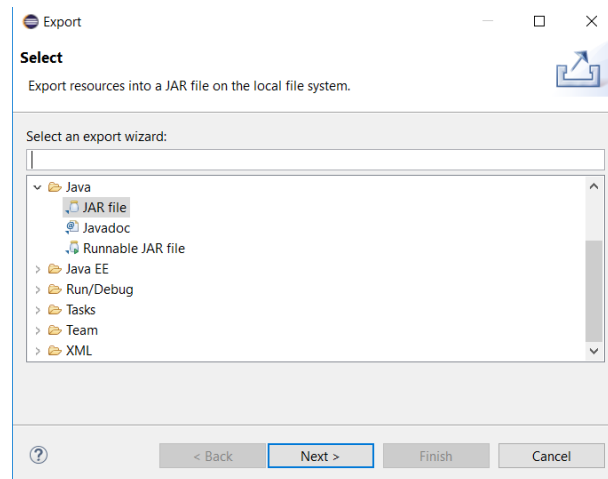 Export
Select
Export resources into a JAR file on the local file system.
Select an export wizard:
Java
JAR file
Javadoc
Runnable JAR file
Java EE
Run/Debug
Tasks
Team
XML
? < Back Next > Finish Cancel